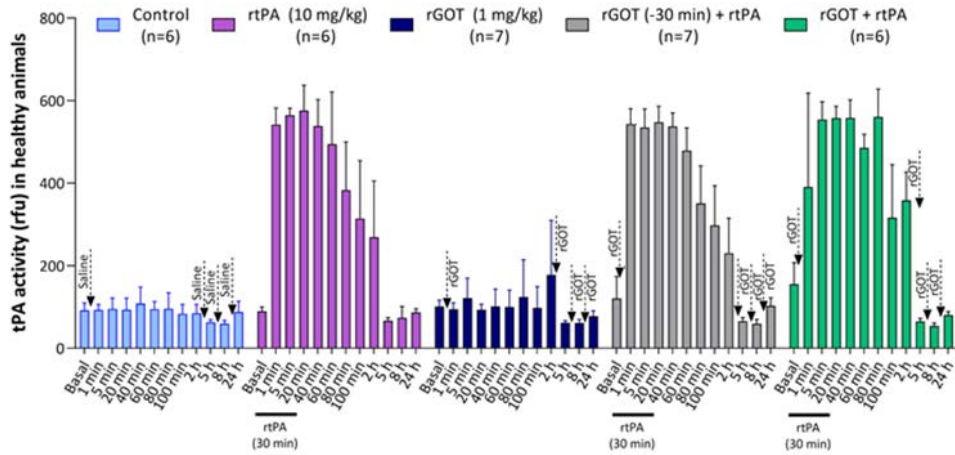 Control
(n=6)
rtPA (10 mg/kg)
(n=6)
rGOT (1 mg/kg)
(n=7)
rGOT (-30 min) + rtPA
(n=7)
rGOT + rtPA
(n=6)
tPA activity (rfu) in healthy animals
800
600
400
200
0
Saline
Saline
Saline
Saline
rGOT
rGOT
rGOT
rGOT
rGOT
rGOT
rGOT
rGOT
rGOT
rGOT
rGOT
rGOT
Basal
1 min
5 min
20 min
40 min
60 min
80 min
100 min
2 h
5 h
8 h
24 h
Basal
1 min
5 min
20 min
40 min
60 min
80 min
100 min
2 h
5 h
8 h
24 h
Basal
1 min
5 min
20 min
40 min
60 min
80 min
100 min
2 h
5 h
8 h
24 h
Basal
1 min
5 min
20 min
40 min
60 min
80 min
100 min
2 h
5 h
8 h
24 h
Basal
1 min
5 min
20 min
40 min
60 min
80 min
100 min
2 h
5 h
8 h
24 h
rtPA
(30 min)
rtPA
(30 min)
rtPA
(30 min)